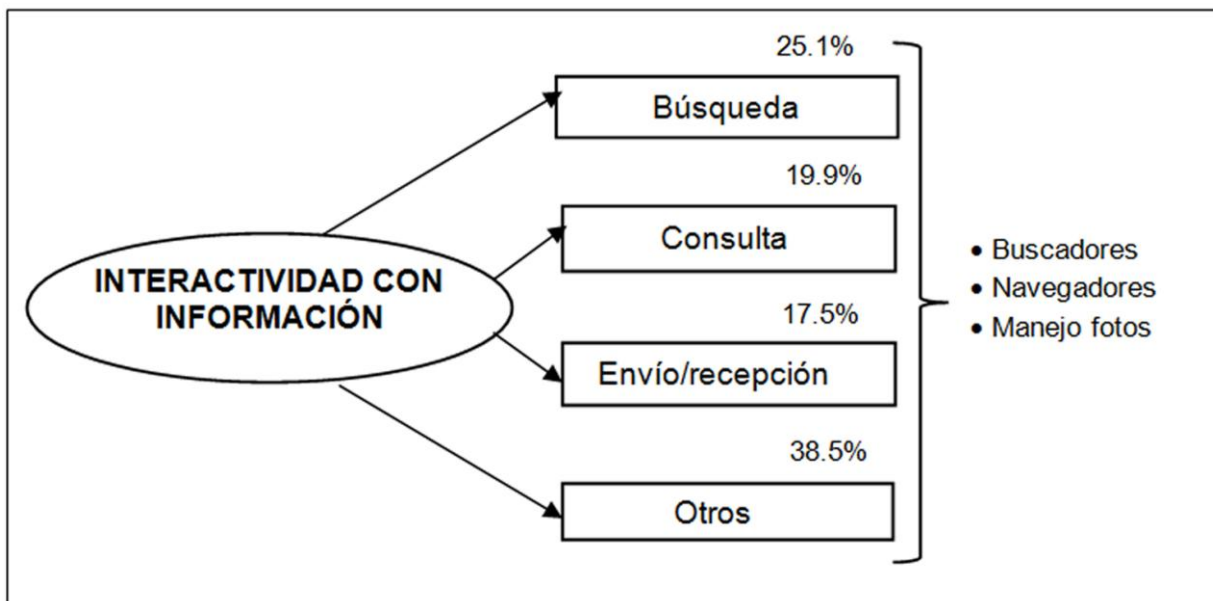 25.1%
Búsqueda
19.9%
Consulta
INTERACTIVIDAD CON
INFORMACIÓN
17.5%
Envío/recepción
38.5%
Otros
• Buscadores
• Navegadores
• Manejo fotos